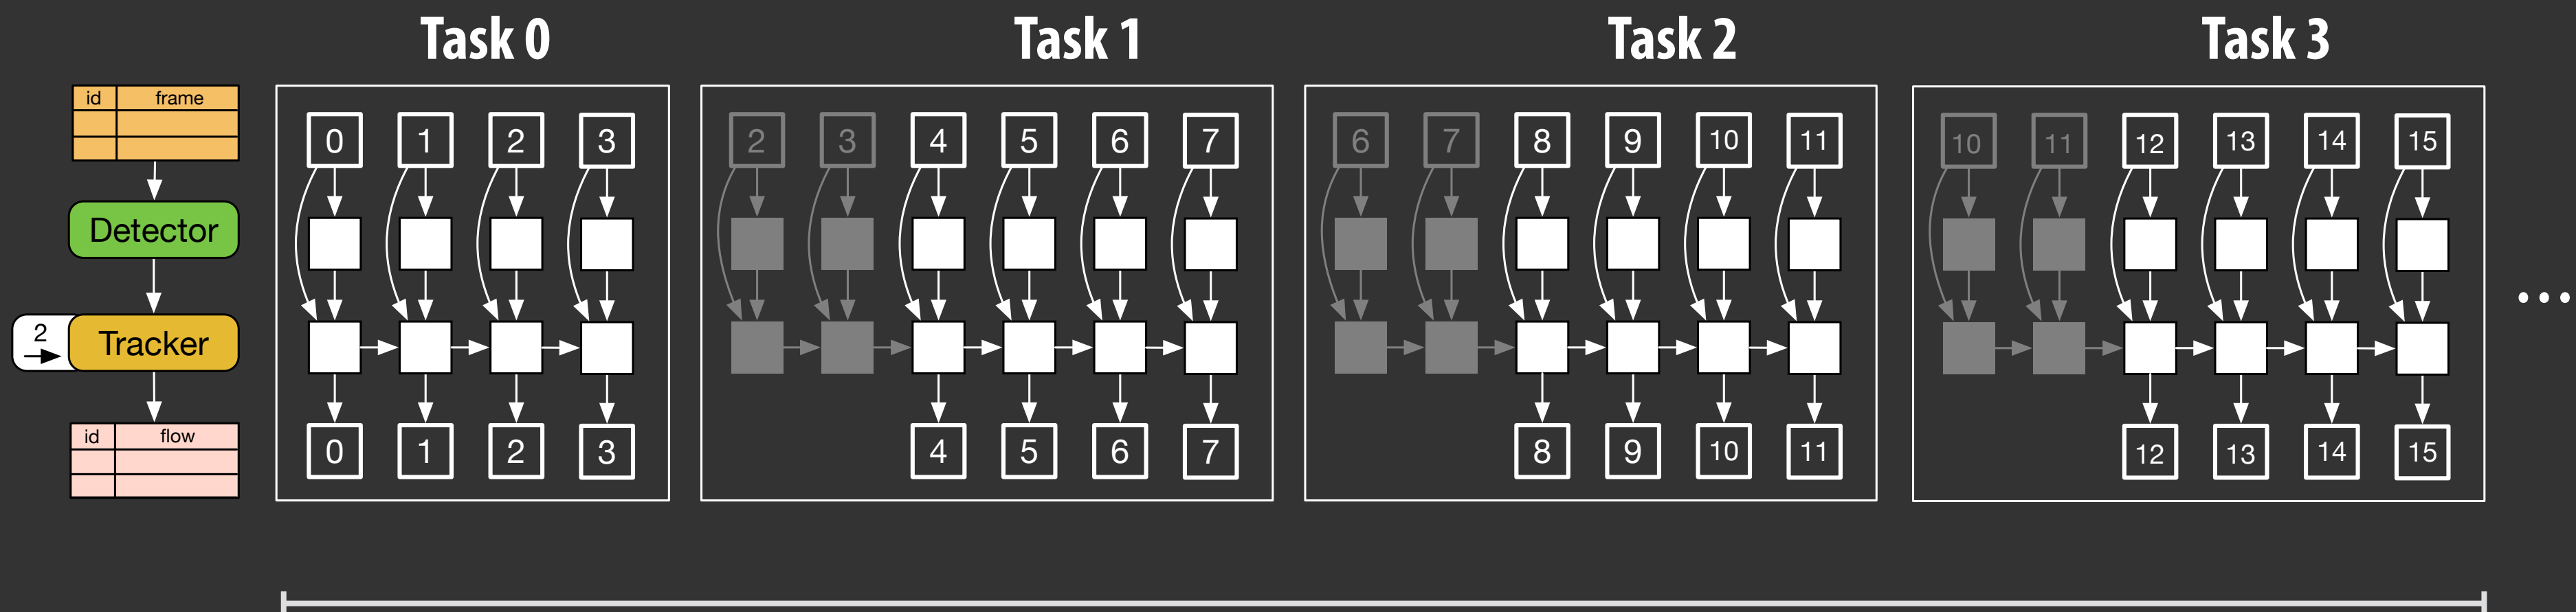 Task 0 Task 1 Task 2 Task 3
id frame
0 1 2 3 2 3 4 5 6 7 6 7 8 9 10 11 10 11 12 13 14 15
Detector
...
2
Tracker
id flow
0 1 2 3 4 5 6 7 8 9 10 11 12 13 14 15